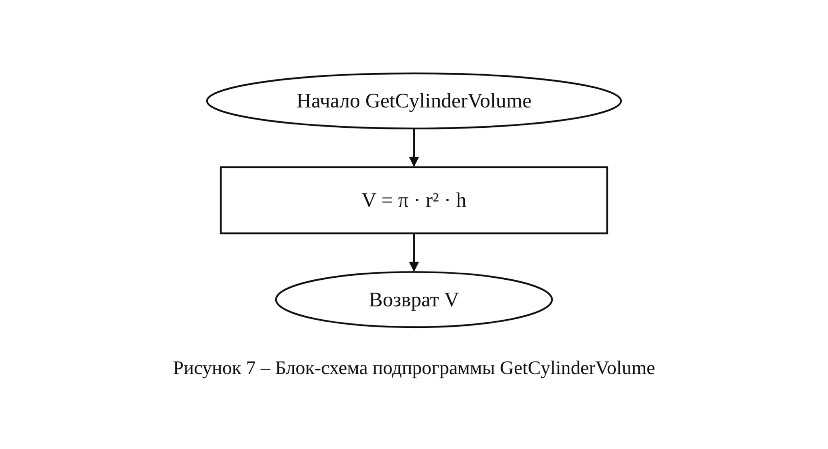 Начало GetCylinderVolume
V = π · r² · h
Возврат V
Рисунок 7 – Блок-схема подпрограммы GetCylinderVolume